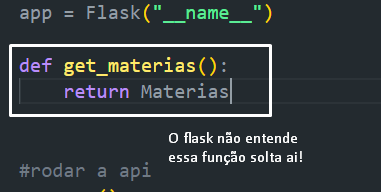 app = Flask("__name__")
def get_materias():
return Materias
O flask não entende
essa função solta ai!
#rodar a api